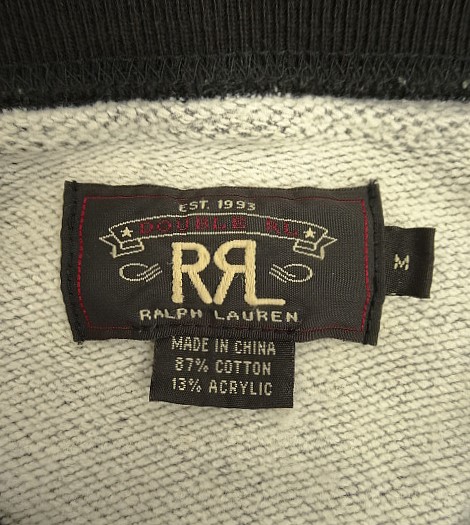 EST. 1993
DOUBLE RL
RRL
RALPH LAUREN
M
MADE IN CHINA
87% COTTON
13% ACRYLIC